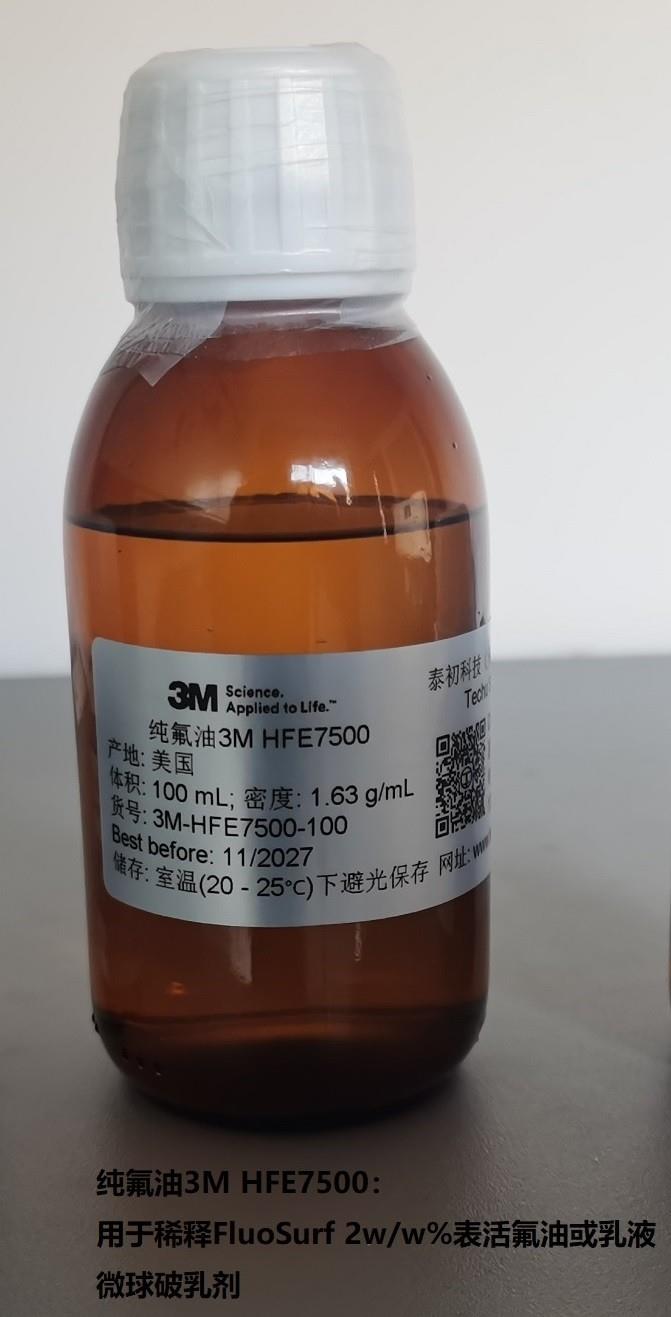 3M Science.
Applied to Life.™
纯氟油3M HFE7500
产地: 美国
体积: 100 mL; 密度: 1.63 g/mL
货号: 3M-HFE7500-100
Best before: 11/2027
储存: 室温(20 - 25℃)下避光保存
泰初科技
网址:
纯氟油3M HFE7500：
用于稀释FluoSurf 2w/w%表活氟油或乳液
微球破乳剂